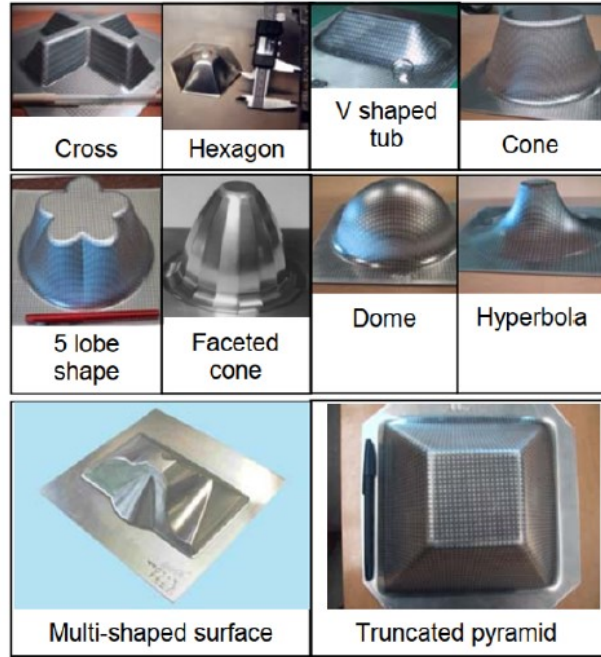 Cross
Hexagon
V shaped
tub
Cone
5 lobe
shape
Faceted
cone
Dome
Hyperbola
Multi-shaped surface
Truncated pyramid